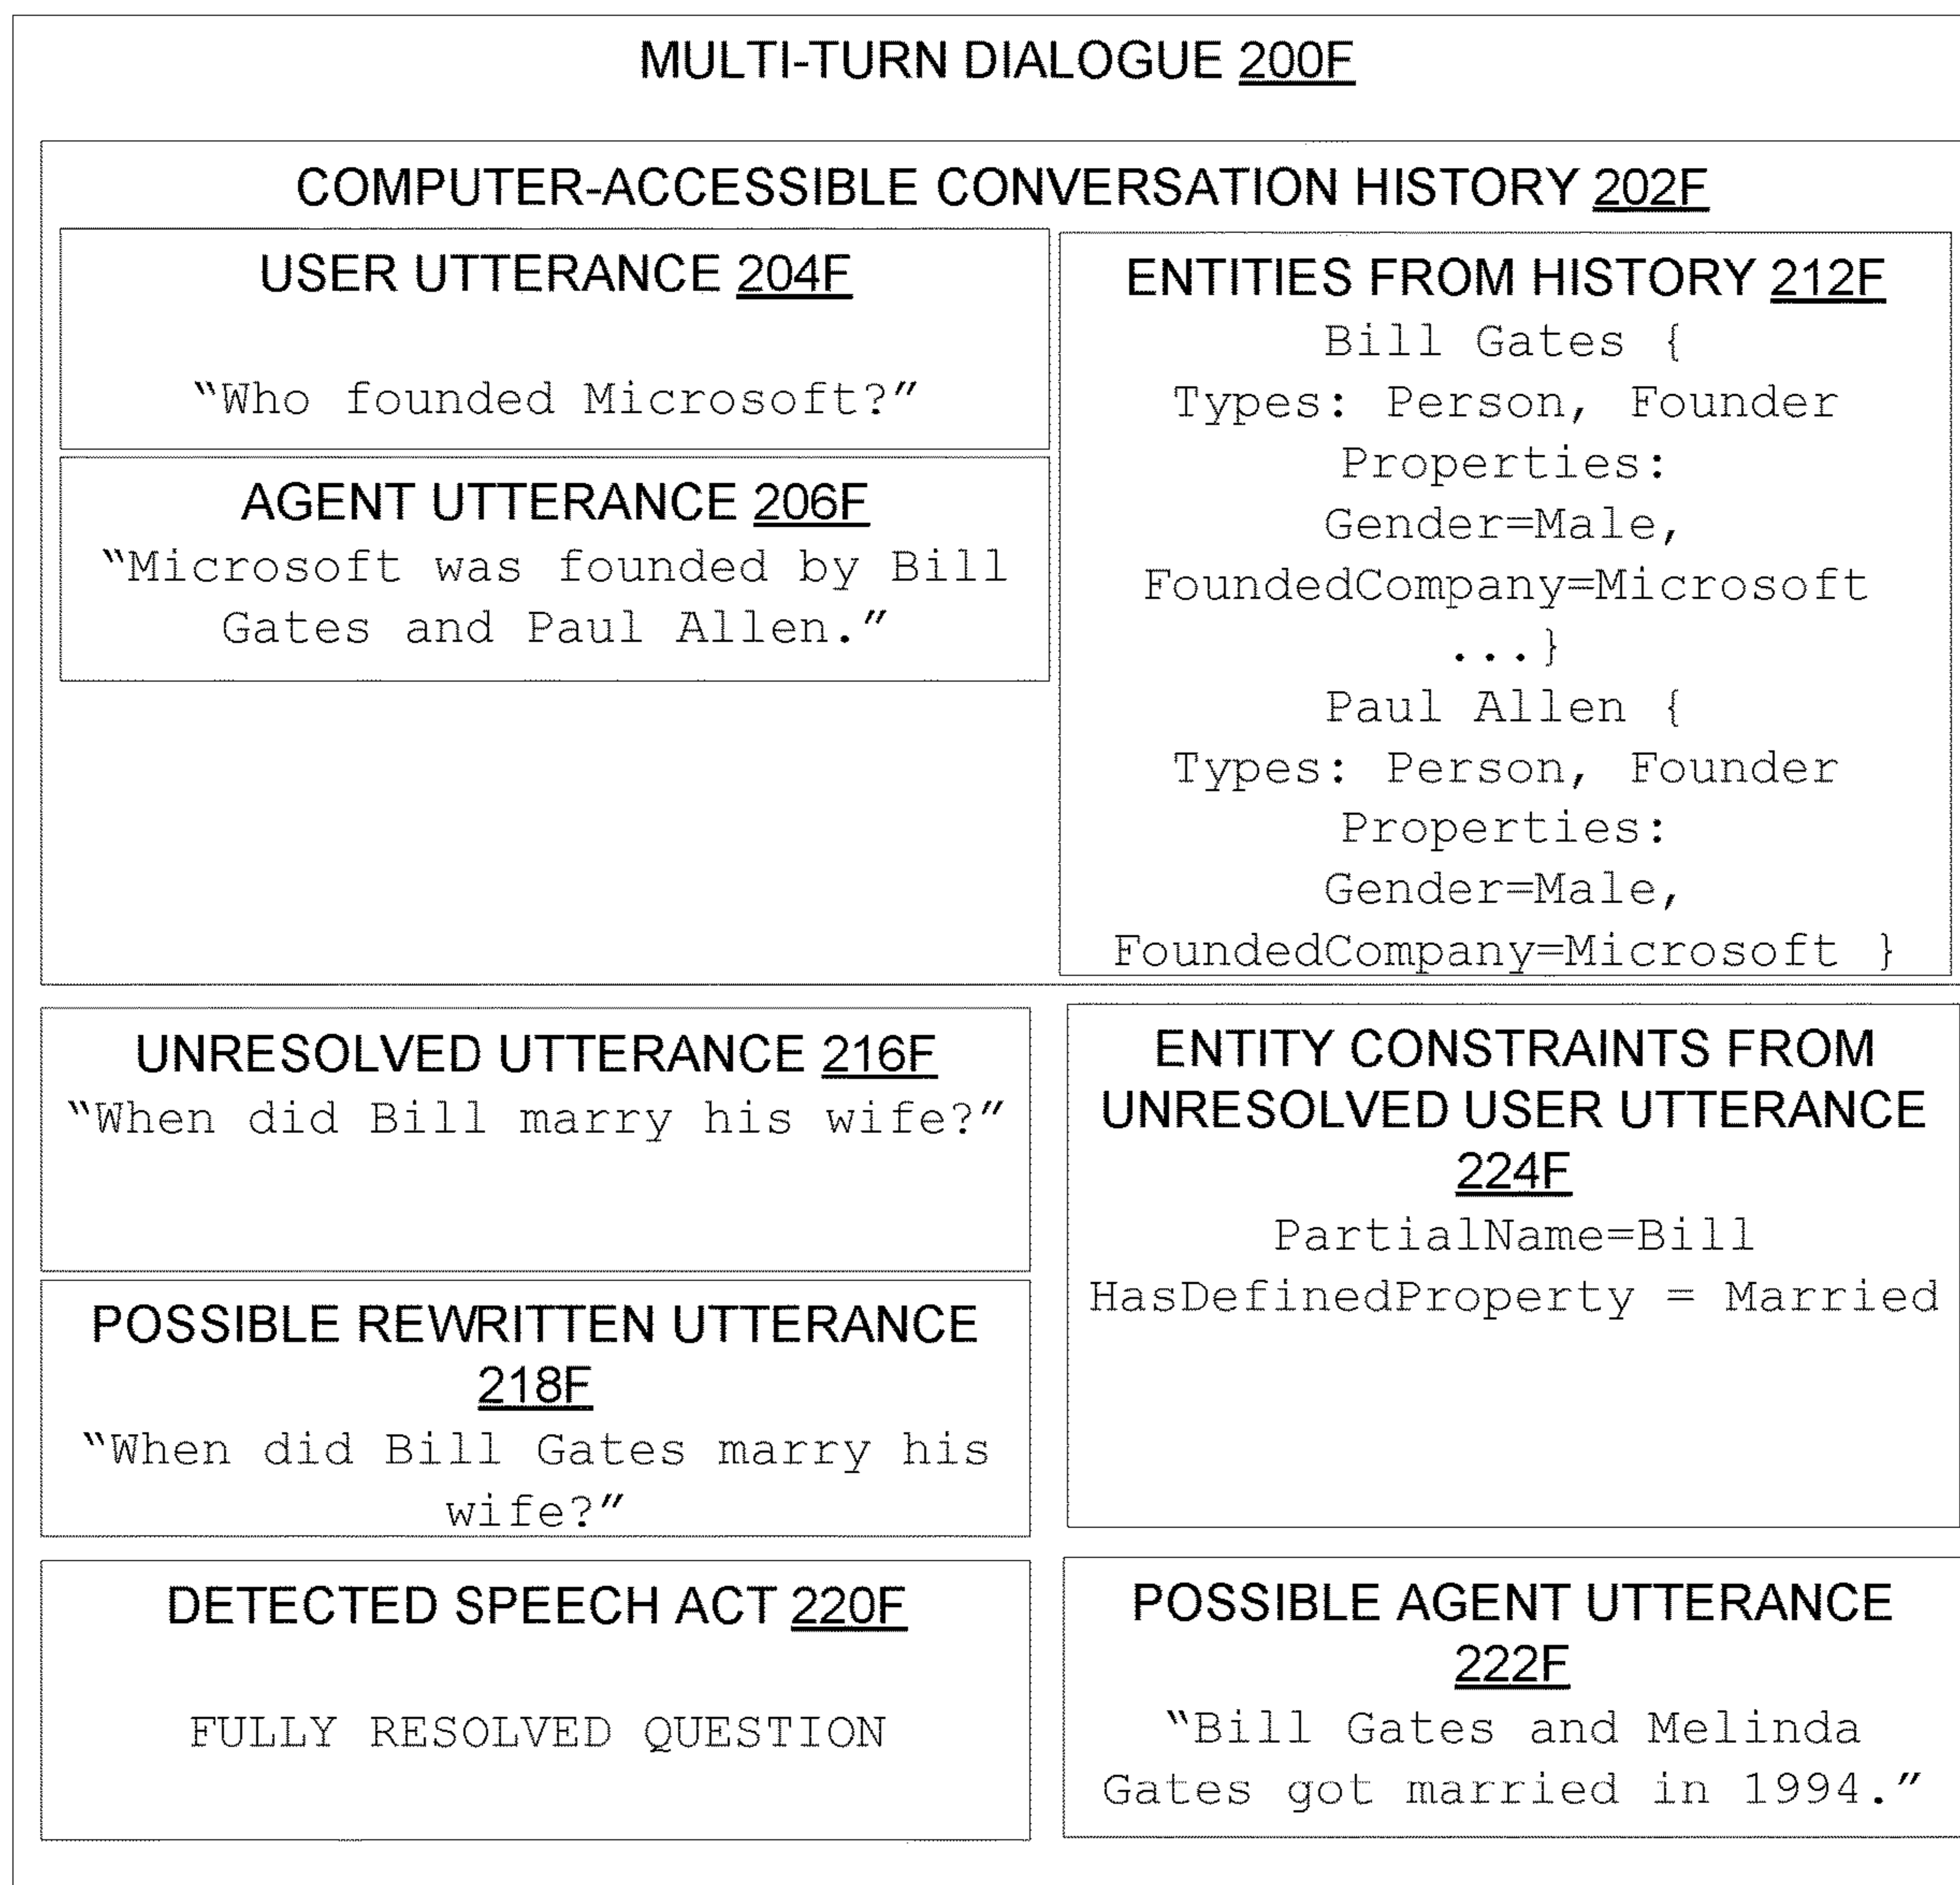 MULTI-TURN DIALOGUE 200F
COMPUTER-ACCESSIBLE CONVERSATION HISTORY 202F
USER UTTERANCE 204F
“Who founded Microsoft?”
AGENT UTTERANCE 206F
“Microsoft was founded by Bill
Gates and Paul Allen.”
ENTITIES FROM HISTORY 212F
Bill Gates {
Types: Person, Founder
Properties:
Gender=Male,
FoundedCompany=Microsoft
...}
Paul Allen {
Types: Person, Founder
Properties:
Gender=Male,
FoundedCompany=Microsoft }
UNRESOLVED UTTERANCE 216F
“When did Bill marry his wife?”
ENTITY CONSTRAINTS FROM
UNRESOLVED USER UTTERANCE
224F
PartialName=Bill
HasDefinedProperty = Married
POSSIBLE REWRITTEN UTTERANCE
218F
“When did Bill Gates marry his
wife?”
DETECTED SPEECH ACT 220F
FULLY RESOLVED QUESTION
POSSIBLE AGENT UTTERANCE
222F
“Bill Gates and Melinda
Gates got married in 1994.”